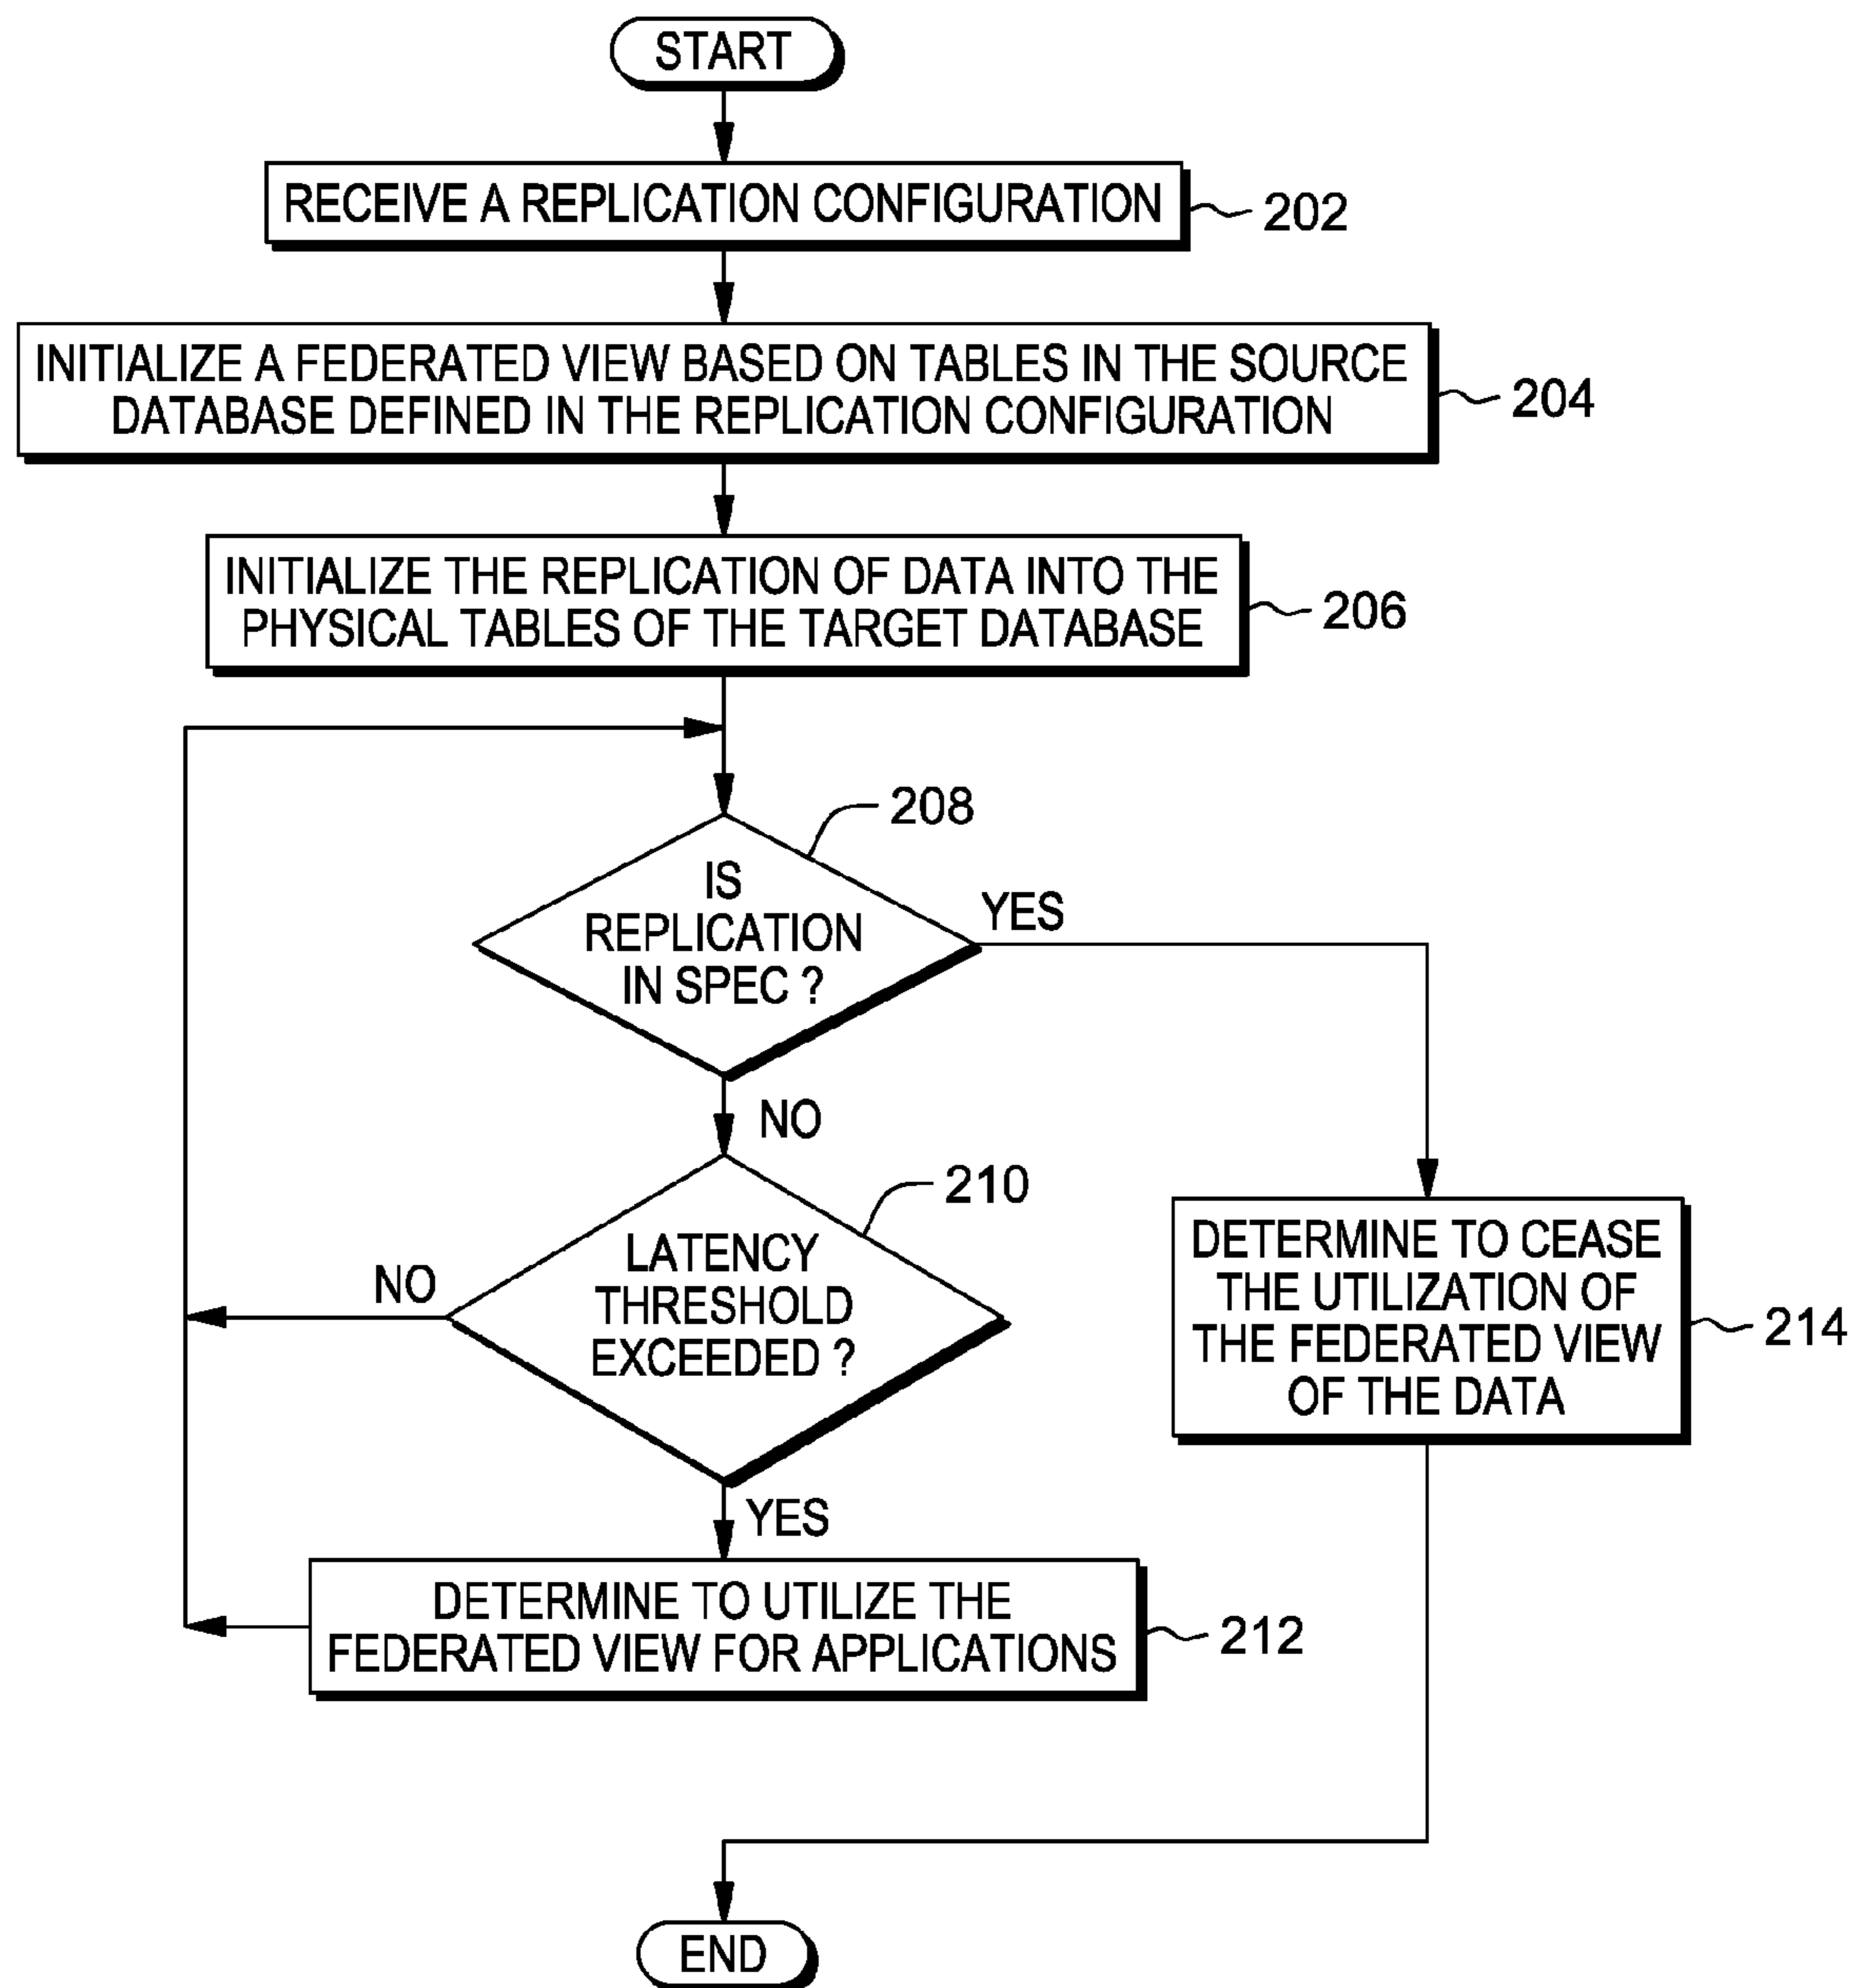 START
RECEIVE A REPLICATION CONFIGURATION
202
INITIALIZE A FEDERATED VIEW BASED ON TABLES IN THE SOURCE
DATABASE DEFINED IN THE REPLICATION CONFIGURATION
204
INITIALIZE THE REPLICATION OF DATA INTO THE
PHYSICAL TABLES OF THE TARGET DATABASE
206
208
IS
REPLICATION
IN SPEC ?
YES
NO
210
LATENCY
THRESHOLD
EXCEEDED ?
NO
YES
DETERMINE TO CEASE
THE UTILIZATION OF
THE FEDERATED VIEW
OF THE DATA
214
DETERMINE TO UTILIZE THE
FEDERATED VIEW FOR APPLICATIONS
212
END